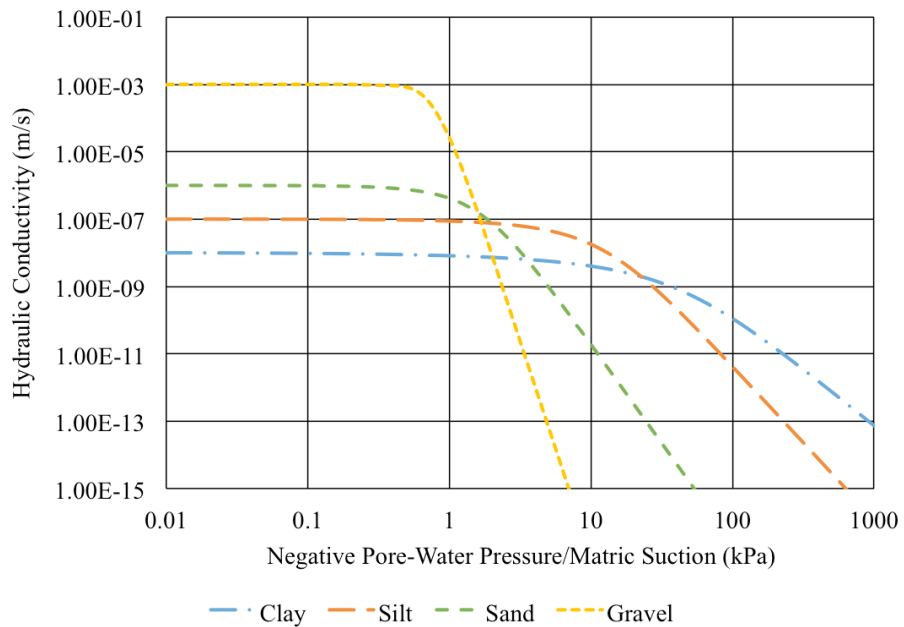 Hydraulic Conductivity (m/s)
1.00E-01
1.00E-03
1.00E-05
1.00E-07
1.00E-09
1.00E-11
1.00E-13
1.00E-15
0.01 0.1 1 10 100 1000
Negative Pore-Water Pressure/Matric Suction (kPa)
Clay Silt Sand Gravel